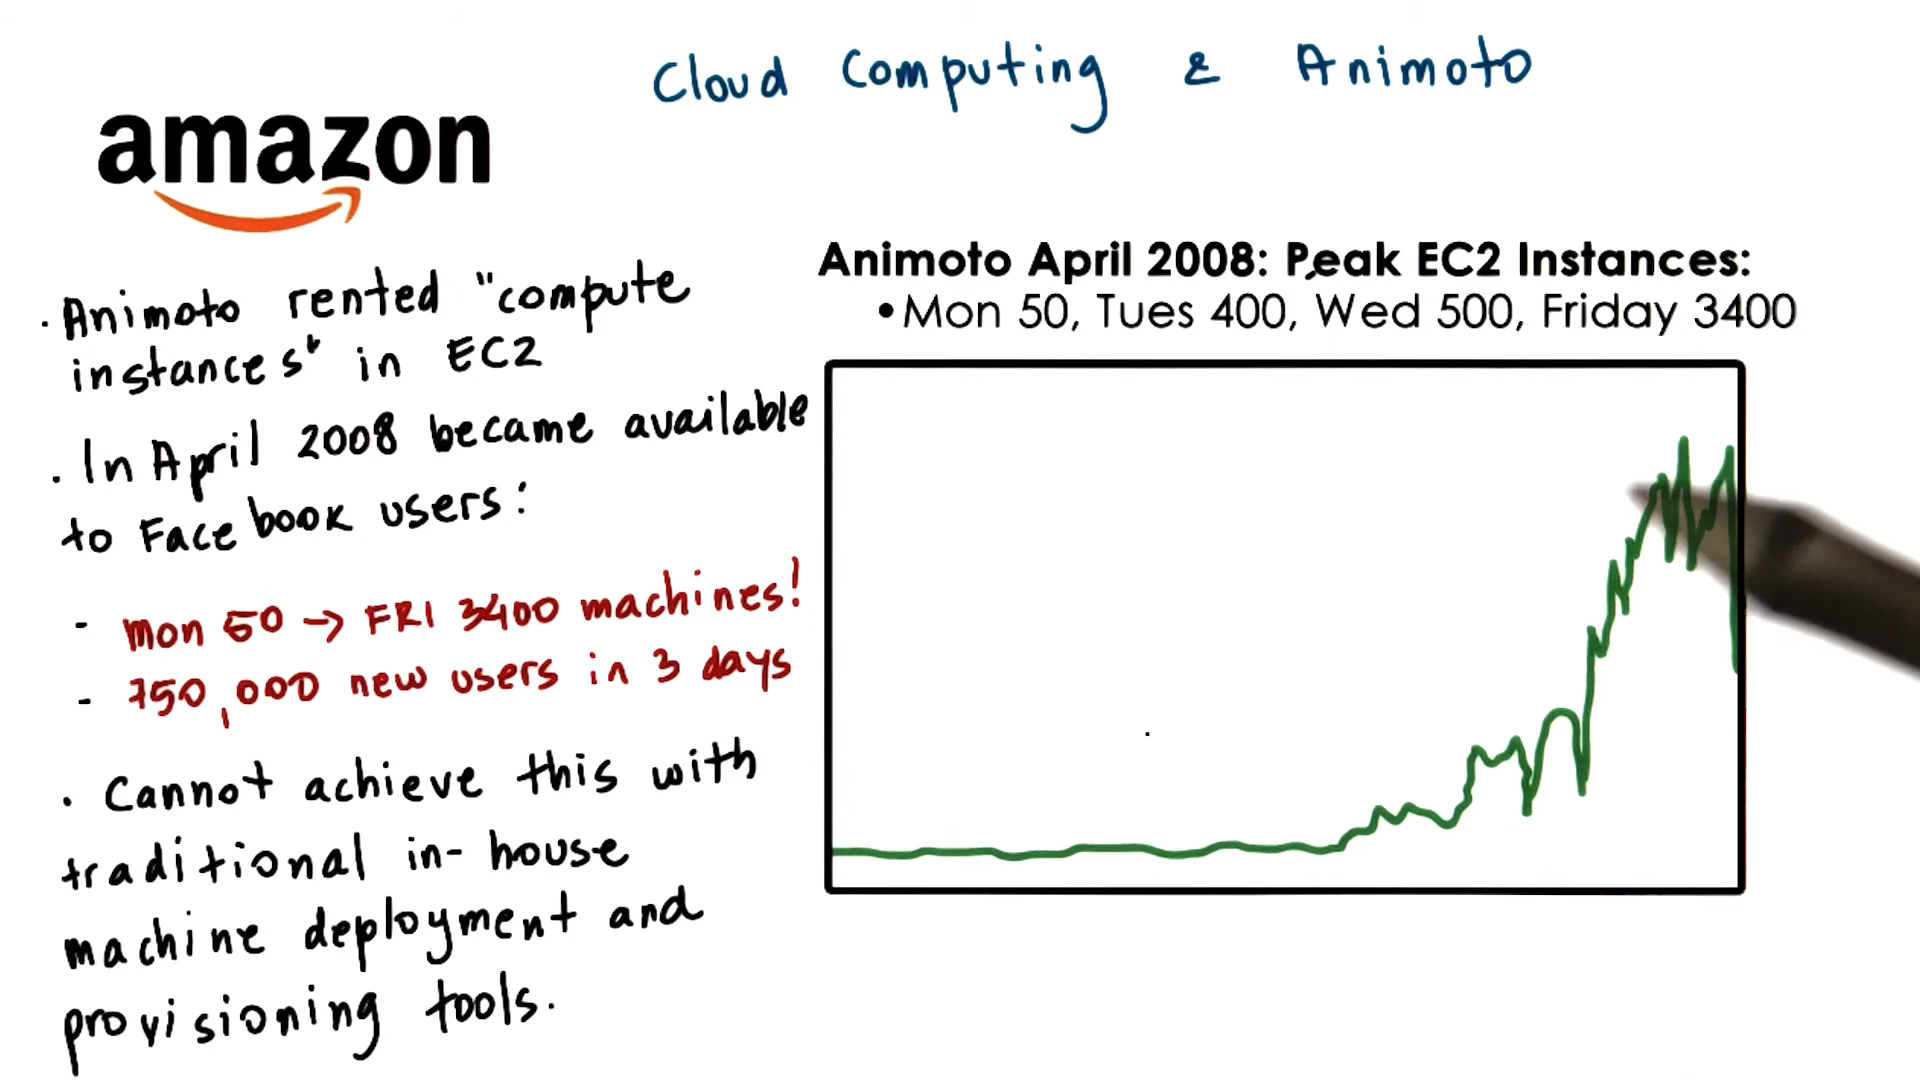 Cloud Computing & Animoto
amazon
· Animoto rented "compute
instances" in EC2
· In April 2008 became available
to Facebook users:
- Mon 50 → FRI 3400 machines!
- 750,000 new users in 3 days
· Cannot achieve this with
traditional in-house
machine deployment and
provisioning tools.
Animoto April 2008: Peak EC2 Instances:
•Mon 50, Tues 400, Wed 500, Friday 3400